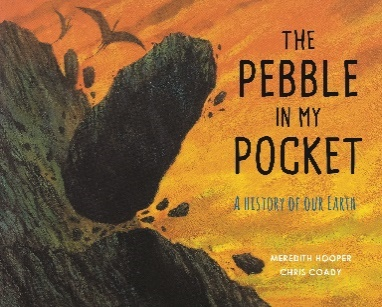 THE
PEBBLE
IN MY
POCKET
A HISTORY OF OUR EARTH
MEREDITH HOOPER
CHRIS COADY